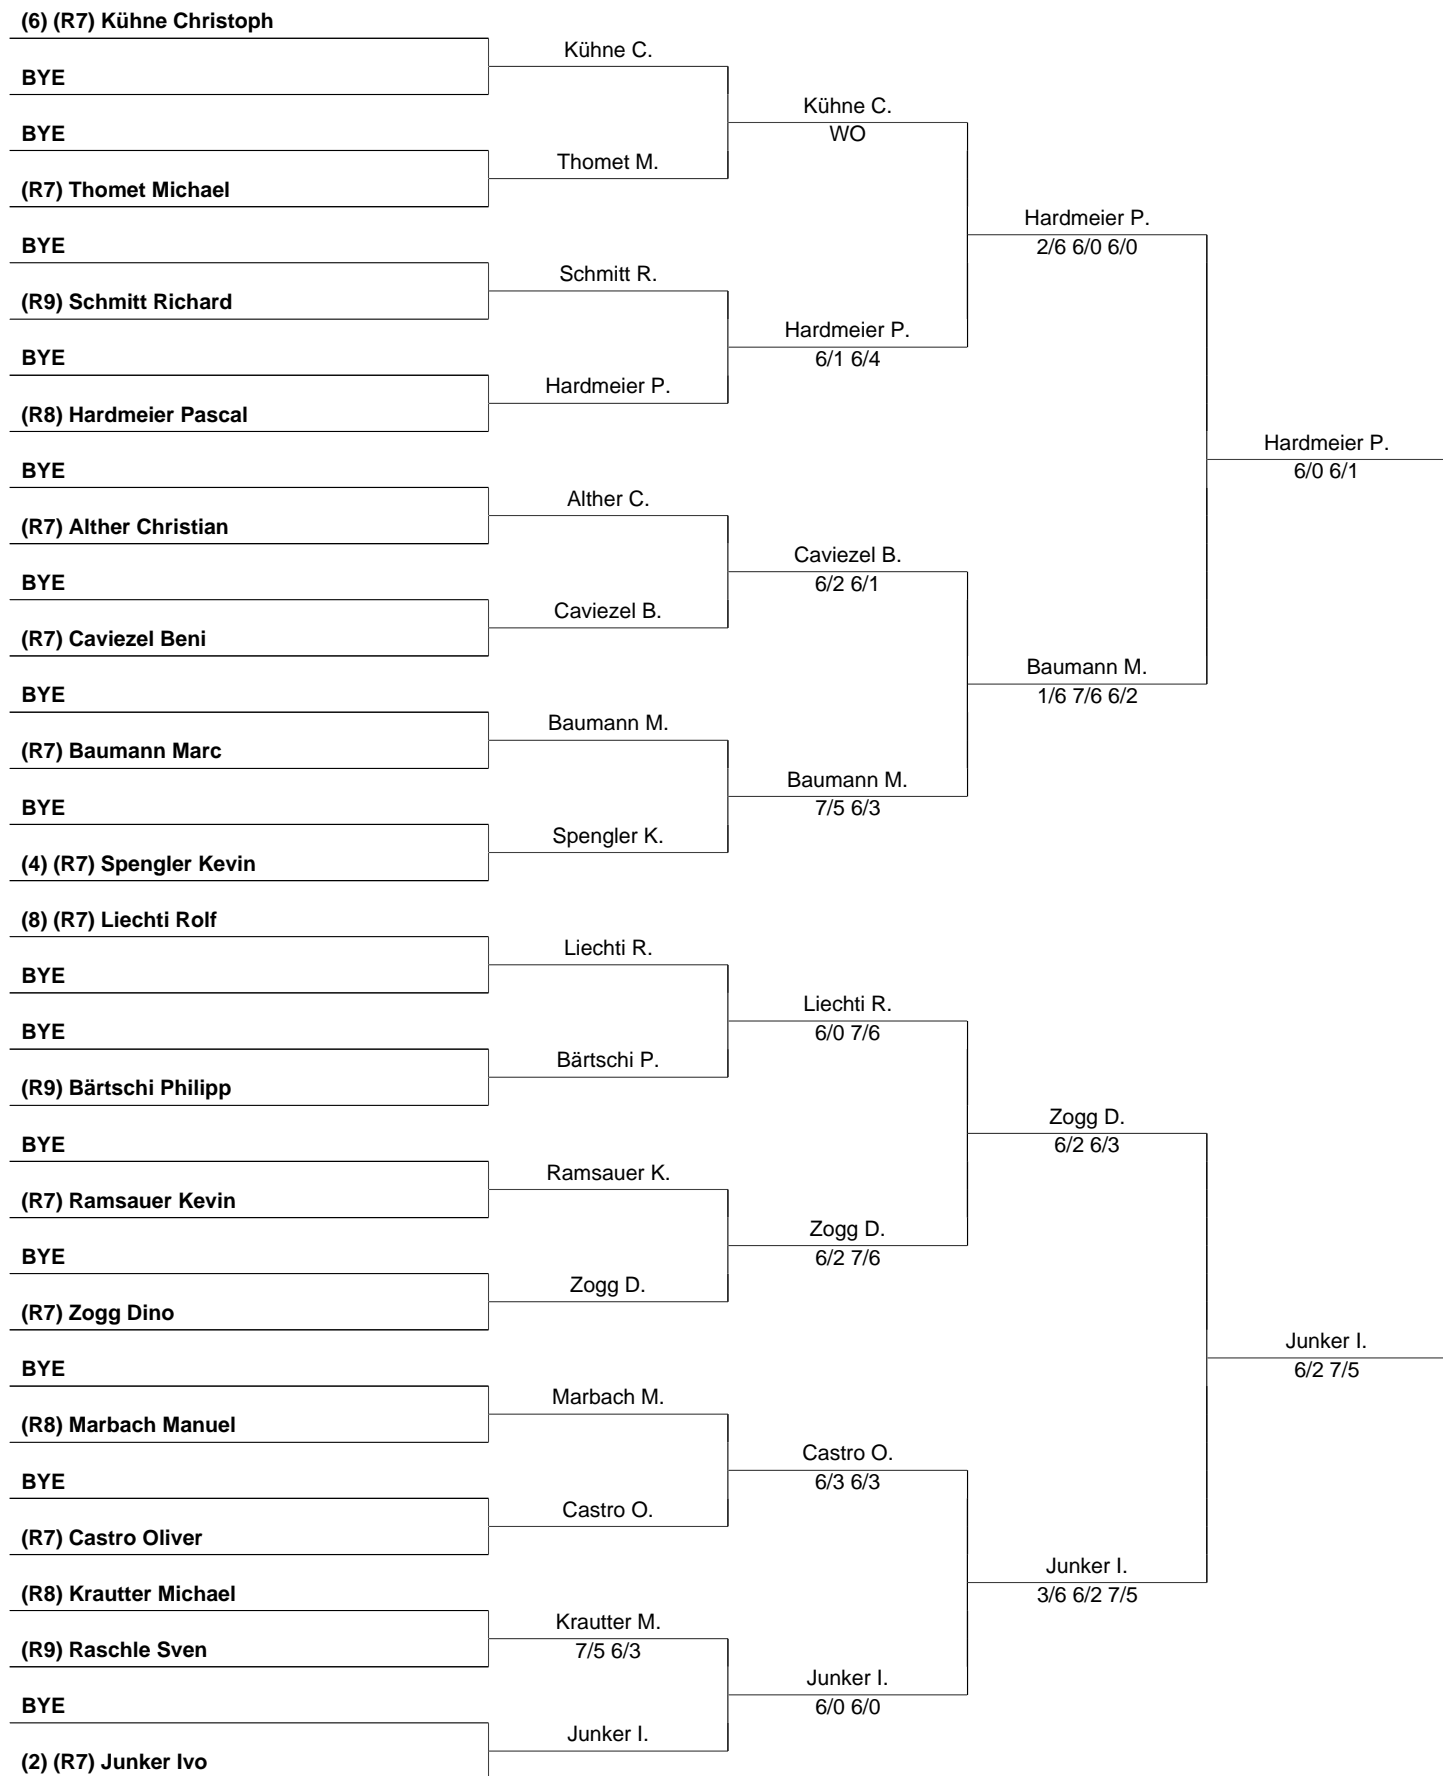 (6) (R7) Kühne Christoph
Kühne C.
BYE
Kühne C.
WO
BYE
Thomet M.
(R7) Thomet Michael
Hardmeier P.
2/6 6/0 6/0
BYE
Schmitt R.
(R9) Schmitt Richard
Hardmeier P.
6/1 6/4
BYE
Hardmeier P.
(R8) Hardmeier Pascal
Hardmeier P.
6/0 6/1
BYE
Alther C.
(R7) Alther Christian
Caviezel B.
6/2 6/1
BYE
Caviezel B.
(R7) Caviezel Beni
Baumann M.
1/6 7/6 6/2
BYE
Baumann M.
(R7) Baumann Marc
Baumann M.
7/5 6/3
BYE
Spengler K.
(4) (R7) Spengler Kevin
(8) (R7) Liechti Rolf
Liechti R.
BYE
Liechti R.
6/0 7/6
BYE
Bärtschi P.
(R9) Bärtschi Philipp
Zogg D.
6/2 6/3
BYE
Ramsauer K.
(R7) Ramsauer Kevin
Zogg D.
6/2 7/6
BYE
Zogg D.
(R7) Zogg Dino
Junker I.
6/2 7/5
BYE
Marbach M.
(R8) Marbach Manuel
Castro O.
6/3 6/3
BYE
Castro O.
(R7) Castro Oliver
Junker I.
3/6 6/2 7/5
(R8) Krautter Michael
Krautter M.
7/5 6/3
(R9) Raschle Sven
Junker I.
6/0 6/0
BYE
Junker I.
(2) (R7) Junker Ivo